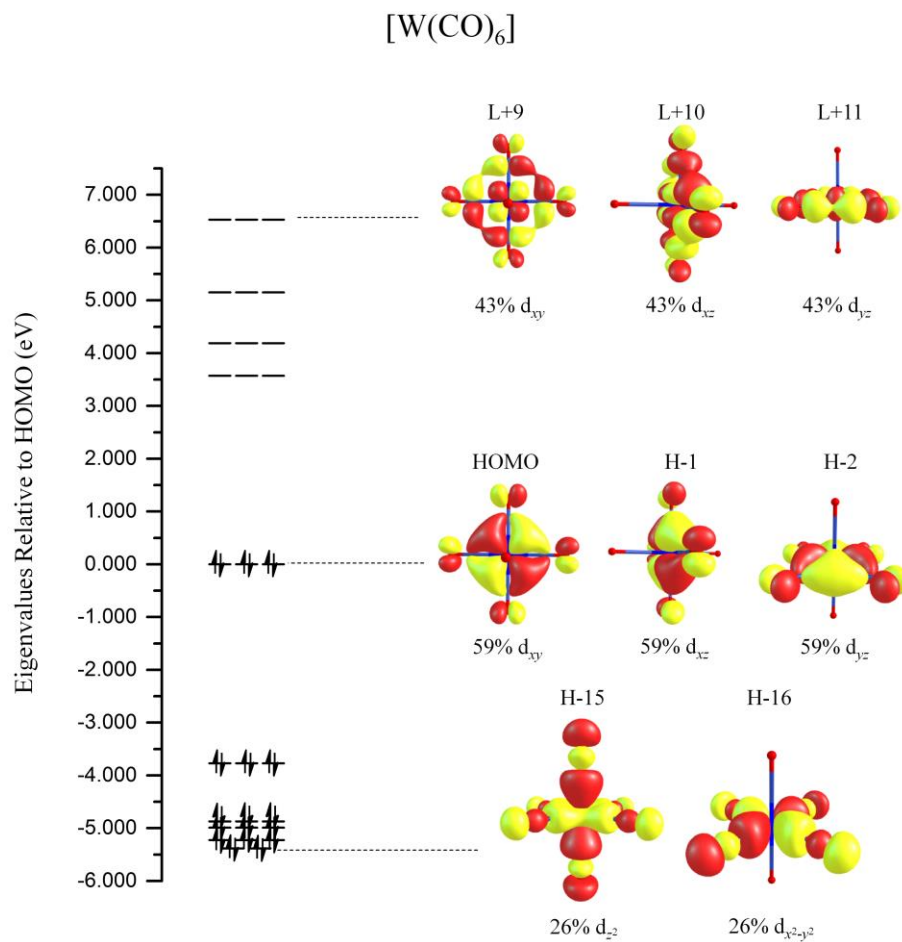 [W(CO)₆]
L+9 L+10 L+11
7.000
6.000
5.000
43% dxy 43% dxz 43% dyz
4.000
3.000
2.000
HOMO H-1 H-2
1.000
0.000
-1.000
59% dxy 59% dxz 59% dyz
-2.000
H-15 H-16
-3.000
-4.000
-5.000
-6.000
26% dz² 26% dx²-y²
Eigenvalues Relative to HOMO (eV)